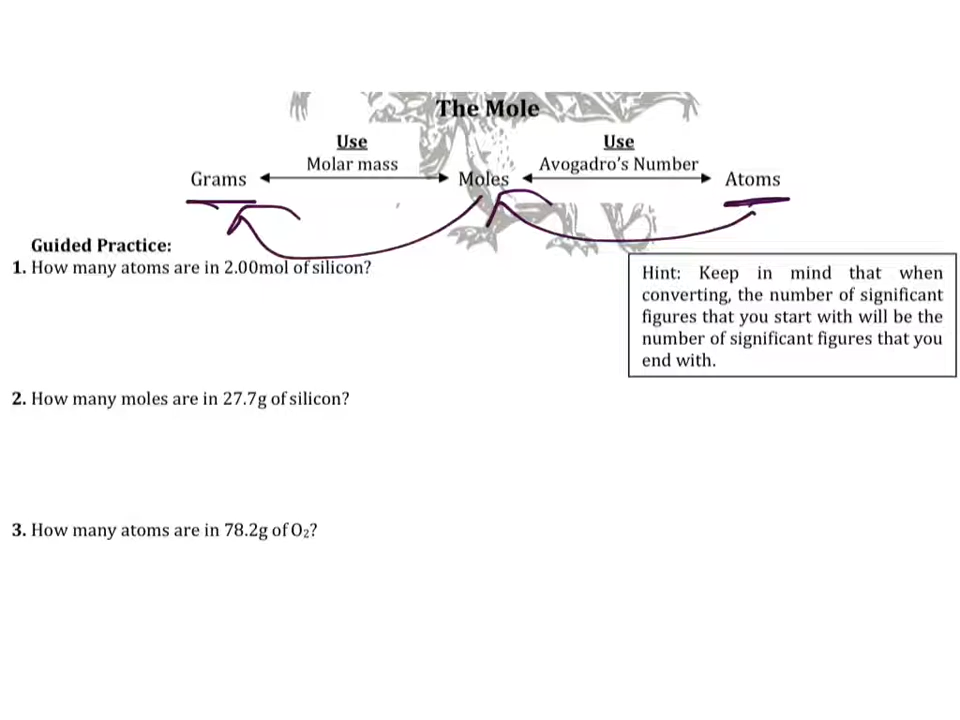 The Mole
Use
Use
Molar mass
Avogadro's Number
Grams
Moles
Atoms
Guided Practice:
1. How many atoms are in 2.00mol of silicon?
Hint: Keep in mind that when
converting, the number of significant
figures that you start with will be the
number of significant figures that you
end with.
2. How many moles are in 27.7g of silicon?
3. How many atoms are in 78.2g of O₂?